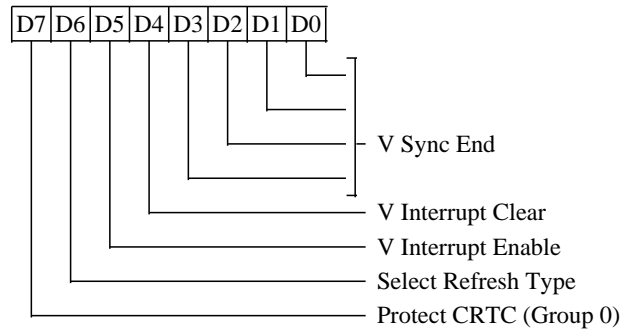 D7 D6 D5 D4 D3 D2 D1 D0
V Sync End
V Interrupt Clear
V Interrupt Enable
Select Refresh Type
Protect CRTC (Group 0)